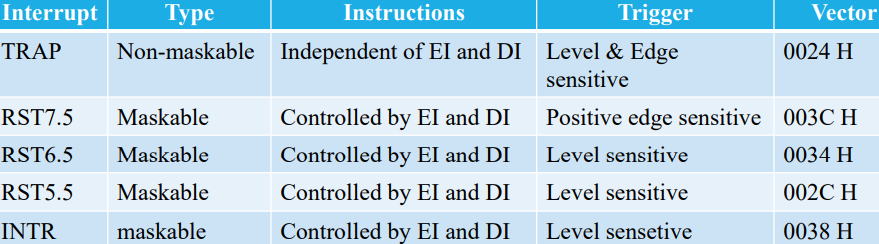 Interrupt Type Instructions Trigger Vector
TRAP Non-maskable Independent of EI and DI Level & Edge 0024 H
sensitive
RST7.5 Maskable Controlled by EI and DI Positive edge sensitive 003C H
RST6.5 Maskable Controlled by EI and DI Level sensitive 0034 H
RST5.5 Maskable Controlled by EI and DI Level sensitive 002C H
INTR maskable Controlled by EI and DI Level sensetive 0038 H